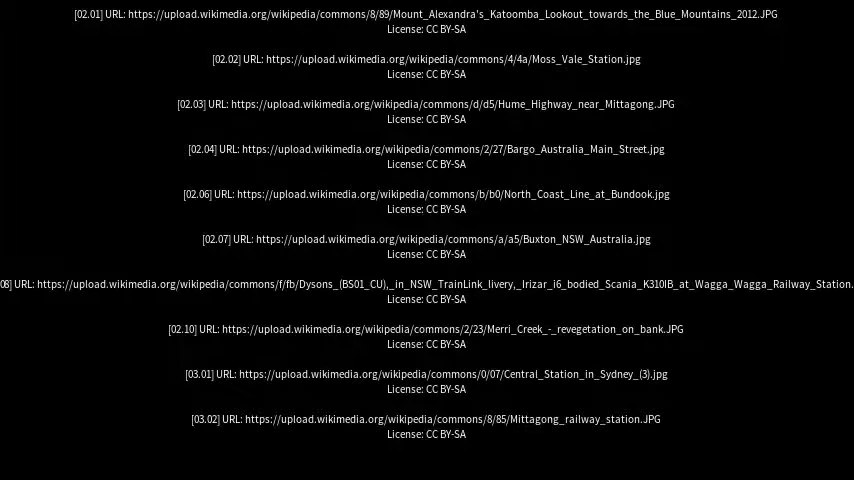 [02.01] URL: https://upload.wikimedia.org/wikipedia/commons/8/89/Mount_Alexandra's_Katoomba_Lookout_towards_the_Blue_Mountains_2012.JPG
License: CC BY-SA
[02.02] URL: https://upload.wikimedia.org/wikipedia/commons/4/4a/Moss_Vale_Station.jpg
License: CC BY-SA
[02.03] URL: https://upload.wikimedia.org/wikipedia/commons/d/d5/Hume_Highway_near_Mittagong.JPG
License: CC BY-SA
[02.04] URL: https://upload.wikimedia.org/wikipedia/commons/2/27/Bargo_Australia_Main_Street.jpg
License: CC BY-SA
[02.06] URL: https://upload.wikimedia.org/wikipedia/commons/b/b0/North_Coast_Line_at_Bundook.jpg
License: CC BY-SA
[02.07] URL: https://upload.wikimedia.org/wikipedia/commons/a/a5/Buxton_NSW_Australia.jpg
License: CC BY-SA
08] URL: https://upload.wikimedia.org/wikipedia/commons/f/fb/Dysons_(BS01_CU),_in_NSW_TrainLink_livery,_Irizar_i6_bodied_Scania_K310IB_at_Wagga_Wagga_Railway_Station.
License: CC BY-SA
[02.10] URL: https://upload.wikimedia.org/wikipedia/commons/2/23/Merri_Creek_-_revegetation_on_bank.JPG
License: CC BY-SA
[03.01] URL: https://upload.wikimedia.org/wikipedia/commons/0/07/Central_Station_in_Sydney_(3).jpg
License: CC BY-SA
[03.02] URL: https://upload.wikimedia.org/wikipedia/commons/8/85/Mittagong_railway_station.JPG
License: CC BY-SA